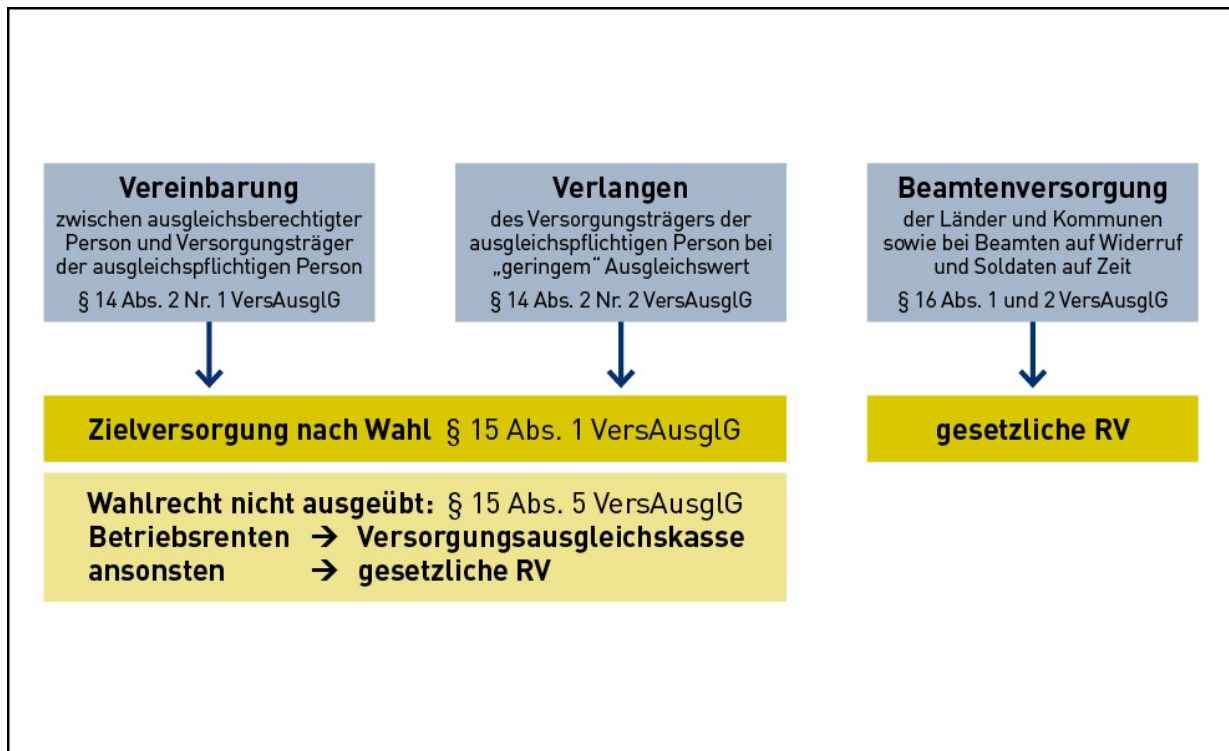 Vereinbarung
zwischen ausgleichsberechtigter
Person und Versorgungsträger
der ausgleichspflichtigen Person
§ 14 Abs. 2 Nr. 1 VersAusglG
Verlangen
des Versorgungsträgers der
ausgleichspflichtigen Person bei
„geringem“ Ausgleichswert
§ 14 Abs. 2 Nr. 2 VersAusglG
Beamtenversorgung
der Länder und Kommunen
sowie bei Beamten auf Widerruf
und Soldaten auf Zeit
§ 16 Abs. 1 und 2 VersAusglG
Zielversorgung nach Wahl § 15 Abs. 1 VersAusglG
gesetzliche RV
Wahlrecht nicht ausgeübt: § 15 Abs. 5 VersAusglG
Betriebsrenten → Versorgungsausgleichskasse
ansonsten → gesetzliche RV